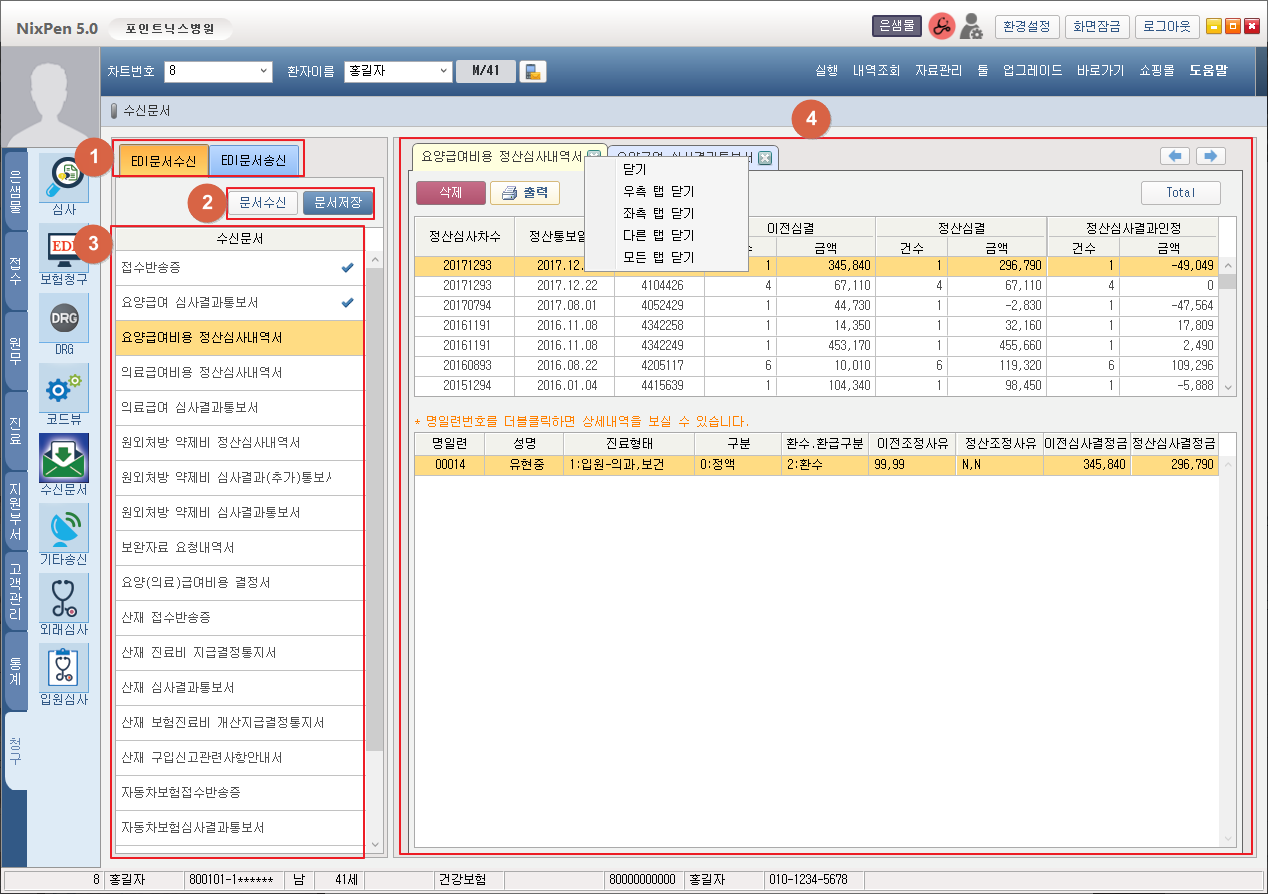 NixPen 5.0 포인트닉스병원 은샘물 환경설정 화면잠금 로그아웃
차트번호 8 환자이름 홍길자 M/41 실행 내역조회 자료관리 툴 업그레이드 바로가기 쇼핑몰 도움말
수신문서
은샘물
접수
원무
진료
지원부서
고객관리
통계
청구
심사
EDI
보험청구
DRG
DRG
코드뷰
수신문서
기타송신
외래심사
입원심사
1
EDI문서수신 EDI문서송신
2
문서수신 문서저장
3
수신문서
접수반송증
요양급여 심사결과통보서
요양급여비용 정산심사내역서
의료급여비용 정산심사내역서
의료급여 심사결과통보서
원외처방 약제비 정산심사내역서
원외처방 약제비 심사결과(추가)통보서
원외처방 약제비 심사결과통보서
보완자료 요청내역서
요양(의료)급여비용 결정서
산재 접수반송증
산재 진료비 지급결정통지서
산재 심사결과통보서
산재 보험진료비 개산지급결정통지서
산재 구입신고관련사항안내서
자동차보험접수반송증
자동차보험심사결과통보서
4
요양급여비용 정산심사내역서 요양급여 심사결과통보서
닫기
우측 탭 닫기
좌측 탭 닫기
다른 탭 닫기
모든 탭 닫기
삭제 출력 Total
정산심사차수 정산통보일 이전심결 정산심결 정산심사결과인정
금액 건수 금액 건수 금액
20171293 2017.12. 1 345,840 1 296,790 1 -49,049
20171293 2017.12.22 4104426 4 67,110 4 67,110 4 0
20170794 2017.08.01 4052429 1 44,730 1 -2,830 1 -47,564
20161191 2016.11.08 4342258 1 14,350 1 32,160 1 17,809
20161191 2016.11.08 4342249 1 453,170 1 455,660 1 2,490
20160893 2016.08.22 4205117 6 10,010 6 119,320 6 109,296
20151294 2016.01.04 4415639 1 104,340 1 98,450 1 -5,888
* 명일련번호를 더블클릭하면 상세내역을 보실 수 있습니다.
명일련 성명 진료형태 구분 환수.환급구분 이전조정사유 정산조정사유 이전심사결정금 정산심사결정금
00014 유현중 1:입원-의과,보건 0:정액 2:환수 99,99 N,N 345,840 296,790
8 홍길자 800101-1****** 남 41세 건강보험 80000000000 홍길자 010-1234-5678